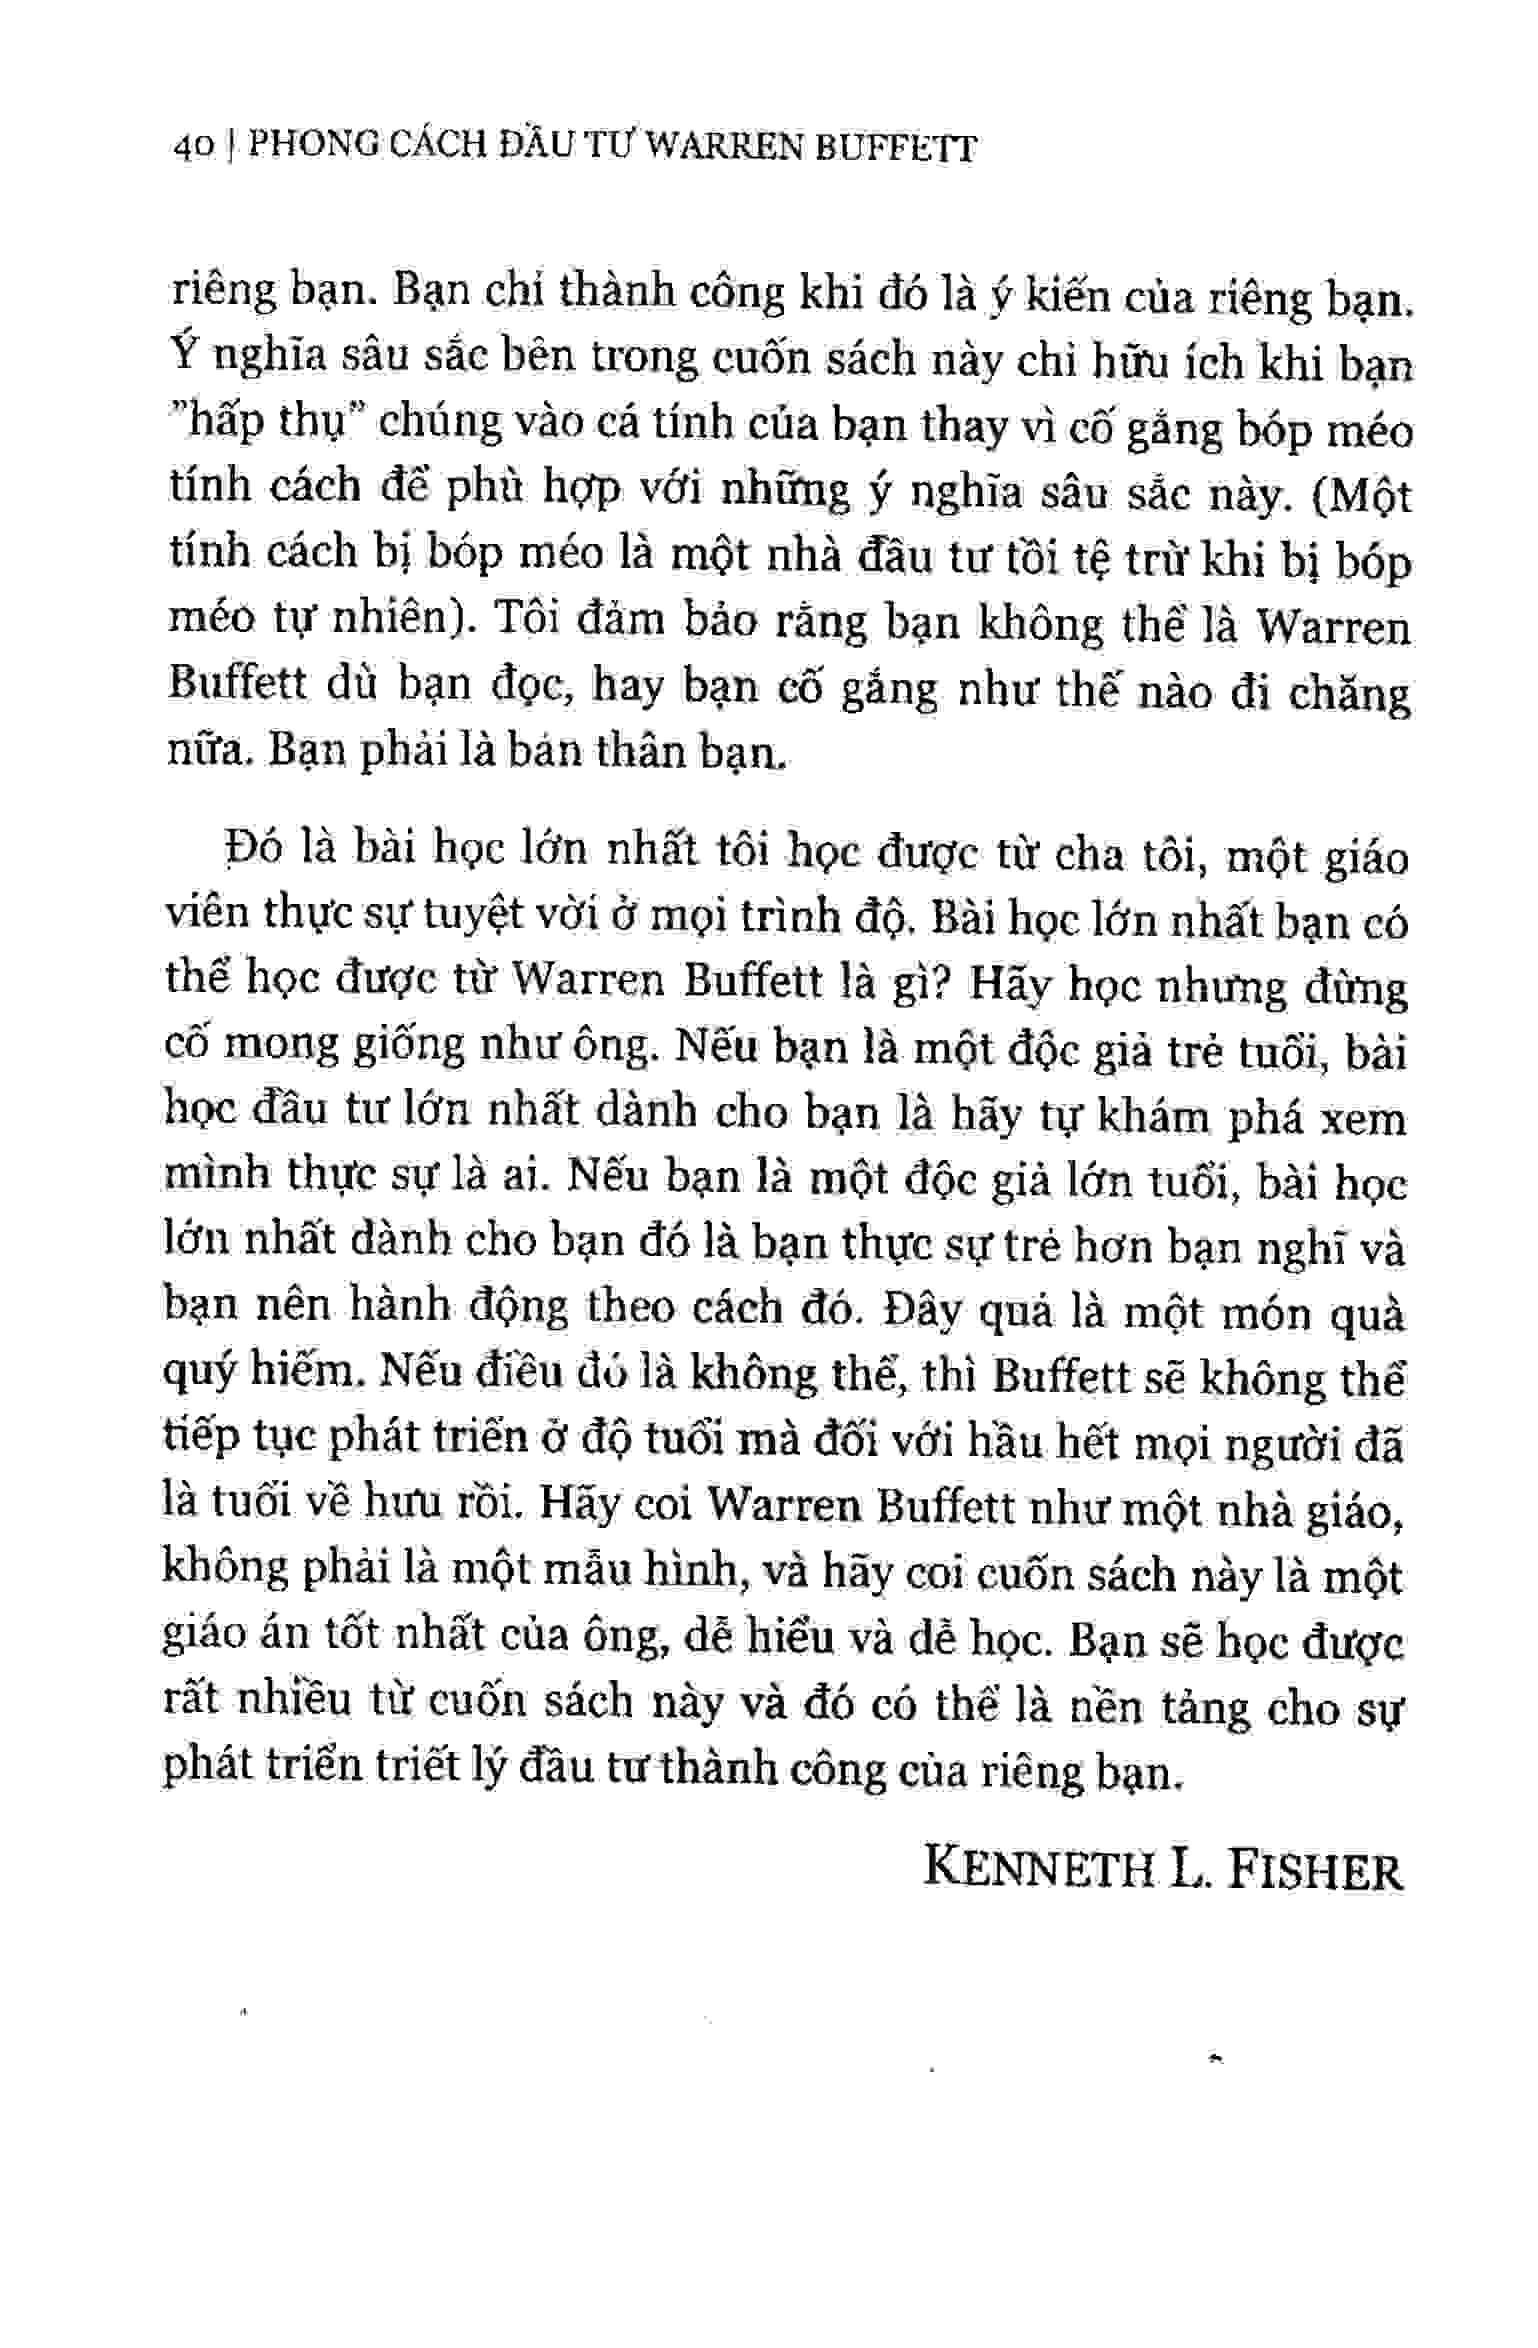 40 | PHONG CÁCH ĐẦU TƯ WARREN BUFFETT
riêng bạn. Bạn chỉ thành công khi đó là ý kiến của riêng bạn.
Ý nghĩa sâu sắc bên trong cuốn sách này chỉ hữu ích khi bạn
”hấp thụ” chúng vào cá tính của bạn thay vì cố gắng bóp méo
tính cách để phù hợp với những ý nghĩa sâu sắc này. (Một
tính cách bị bóp méo là một nhà đầu tư tồi tệ trừ khi bị bóp
méo tự nhiên). Tôi đảm bảo rằng bạn không thể là Warren
Buffett dù bạn đọc, hay bạn cố gắng như thế nào đi chăng
nữa. Bạn phải là bản thân bạn.
Đó là bài học lớn nhất tôi học được từ cha tôi, một giáo
viên thực sự tuyệt vời ở mọi trình độ. Bài học lớn nhất bạn có
thể học được từ Warren Buffett là gì? Hãy học nhưng đừng
cố mong giống như ông. Nếu bạn là một độc giả trẻ tuổi, bài
học đầu tư lớn nhất dành cho bạn là hãy tự khám phá xem
mình thực sự là ai. Nếu bạn là một độc giả lớn tuổi, bài học
lớn nhất dành cho bạn đó là bạn thực sự trẻ hơn bạn nghĩ và
bạn nên hành động theo cách đó. Đây quả là một món quà
quý hiếm. Nếu điều đó là không thể, thì Buffett sẽ không thể
tiếp tục phát triển ở độ tuổi mà đối với hầu hết mọi người đã
là tuổi về hưu rồi. Hãy coi Warren Buffett như một nhà giáo,
không phải là một mẫu hình, và hãy coi cuốn sách này là một
giáo án tốt nhất của ông, dễ hiểu và dễ học. Bạn sẽ học được
rất nhiều từ cuốn sách này và đó có thể là nền tảng cho sự
phát triển triết lý đầu tư thành công của riêng bạn.
KENNETH L. FISHER